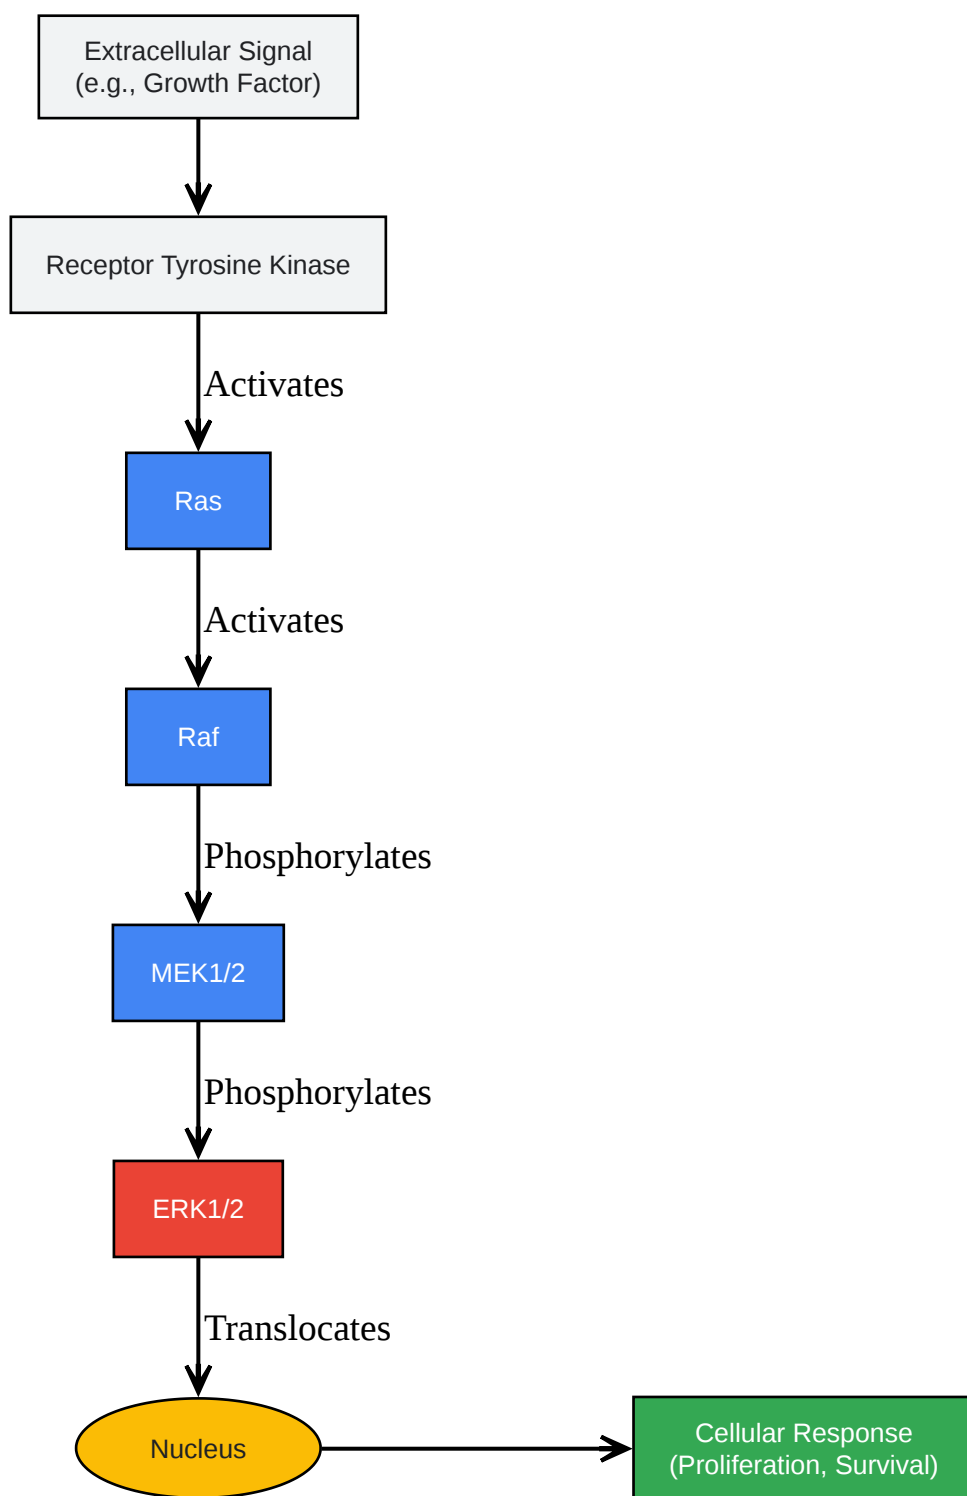 Extracellular Signal
(e.g., Growth Factor)
Receptor Tyrosine Kinase
Activates
Ras
Activates
Raf
Phosphorylates
MEK1/2
Phosphorylates
ERK1/2
Translocates
Nucleus
Cellular Response
(Proliferation, Survival)